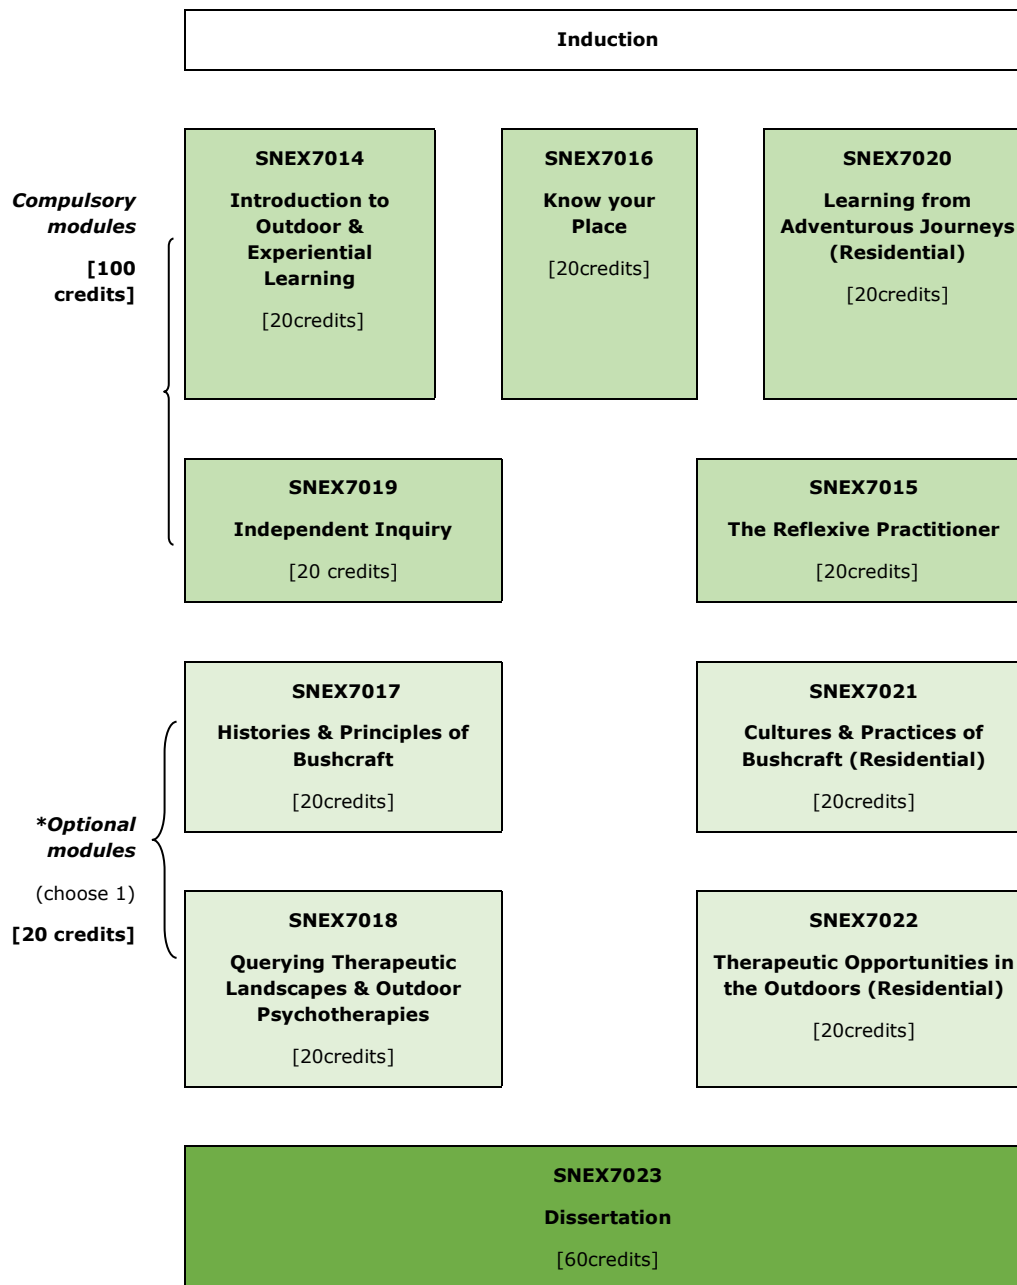 Induction
Compulsory
modules
[100
credits]
SNEX7014
Introduction to
Outdoor &
Experiential
Learning
[20credits]
SNEX7016
Know your
Place
[20credits]
SNEX7020
Learning from
Adventurous Journeys
(Residential)
[20credits]
SNEX7019
Independent Inquiry
[20 credits]
SNEX7015
The Reflexive Practitioner
[20credits]
*Optional
modules
(choose 1)
[20 credits]
SNEX7017
Histories & Principles of
Bushcraft
[20credits]
SNEX7021
Cultures & Practices of
Bushcraft (Residential)
[20credits]
SNEX7018
Querying Therapeutic
Landscapes & Outdoor
Psychotherapies
[20credits]
SNEX7022
Therapeutic Opportunities in
the Outdoors (Residential)
[20credits]
SNEX7023
Dissertation
[60credits]